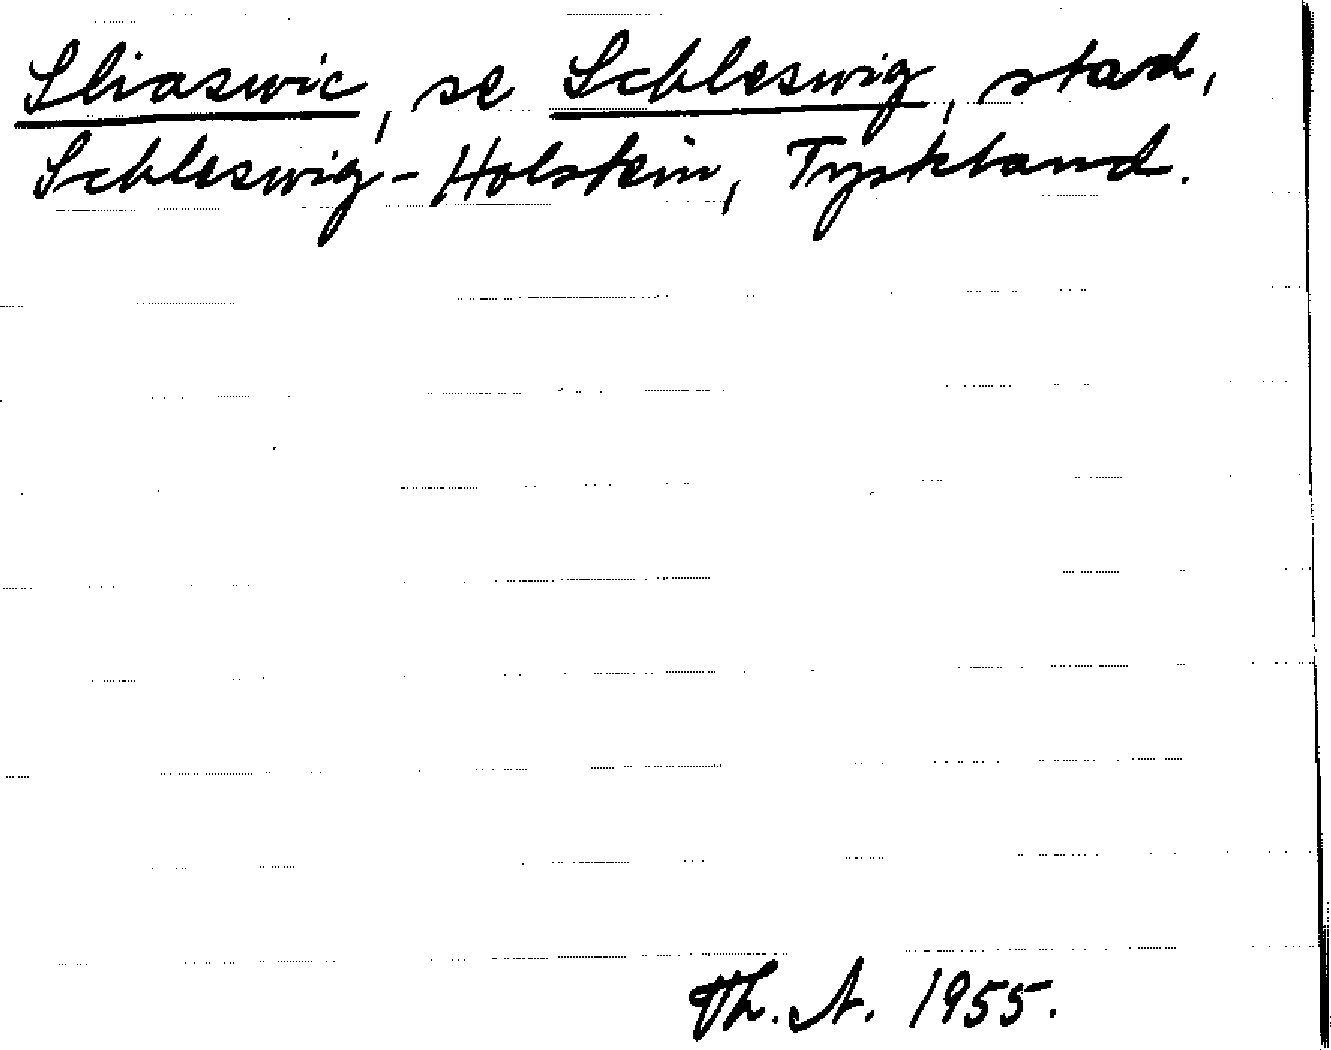 Sliaswic, se Schleswig, stad,
Schleswig-Holstein, Tyskland.
Th. A. 1955.